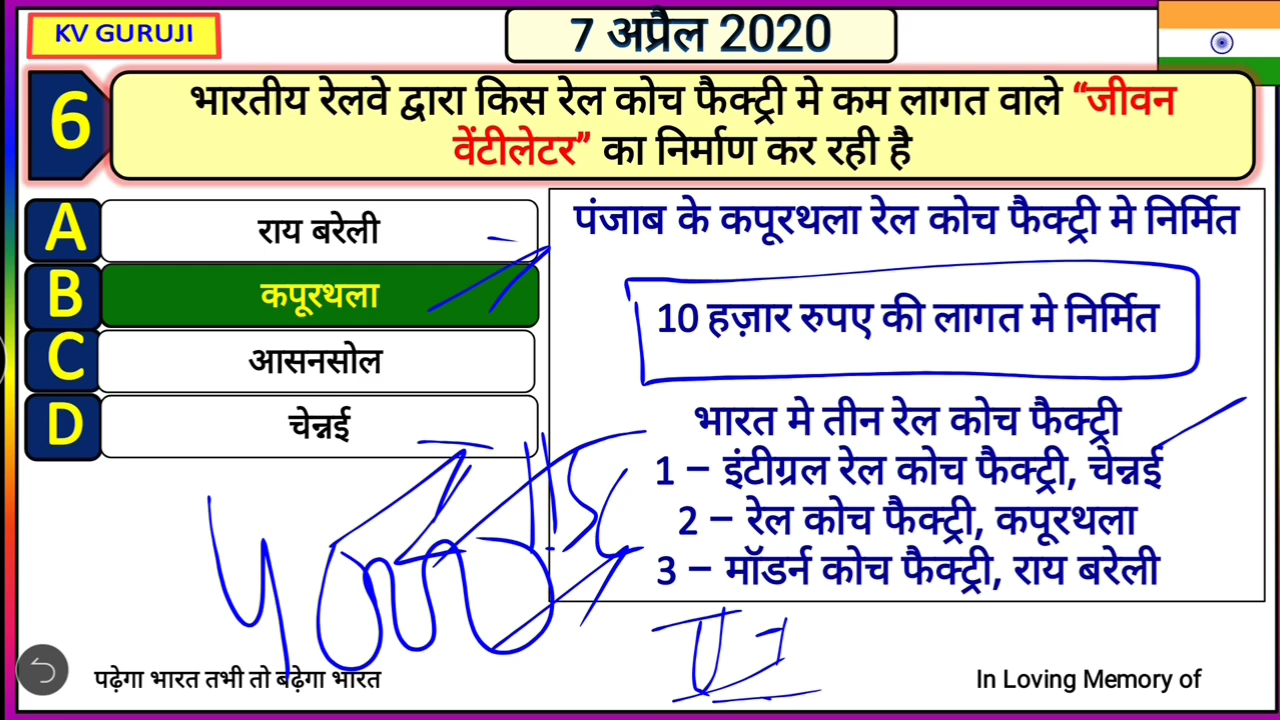 KV GURUJI
7 अप्रैल 2020
6
भारतीय रेलवे द्वारा किस रेल कोच फैक्ट्री मे कम लागत वाले “जीवन
वेंटीलेटर” का निर्माण कर रही है
A
राय बरेली
B
कपूरथला
C
आसनसोल
D
चेन्नई
पंजाब के कपूरथला रेल कोच फैक्ट्री मे निर्मित
10 हज़ार रुपए की लागत मे निर्मित
भारत मे तीन रेल कोच फैक्ट्री
1 – इंटीग्रल रेल कोच फैक्ट्री, चेन्नई
2 – रेल कोच फैक्ट्री, कपूरथला
3 – मॉडर्न कोच फैक्ट्री, राय बरेली
पढ़ेगा भारत तभी तो बढ़ेगा भारत
In Loving Memory of